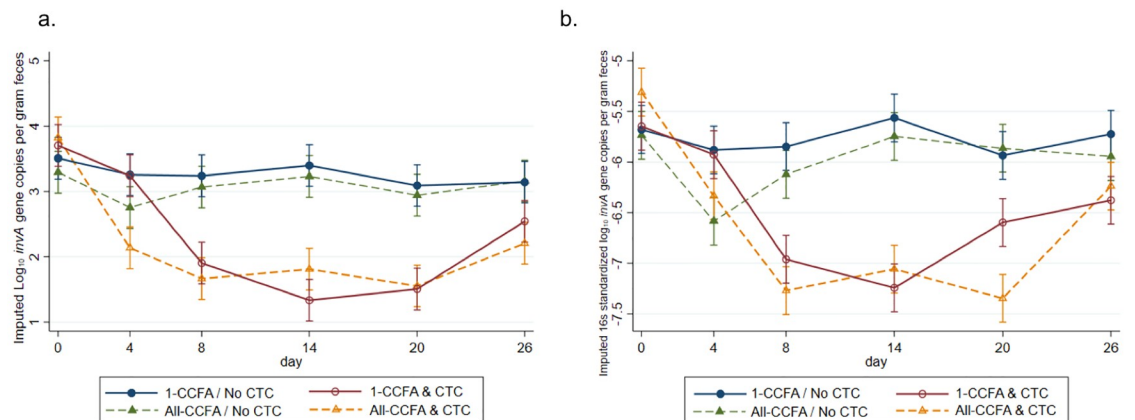 a.
Imputed Log₁₀ invA gene copies per gram feces
5
4
3
2
1
0 4 8 14 20 26
day
1-CCFA / No CTC 1-CCFA & CTC
All-CCFA / No CTC All-CCFA & CTC
b.
Imputed 16s standardized log₁₀ invA gene copies per gram feces
-5
-5.5
-6
-6.5
-7
-7.5
0 4 8 14 20 26
day
1-CCFA / No CTC 1-CCFA & CTC
All-CCFA / No CTC All-CCFA & CTC